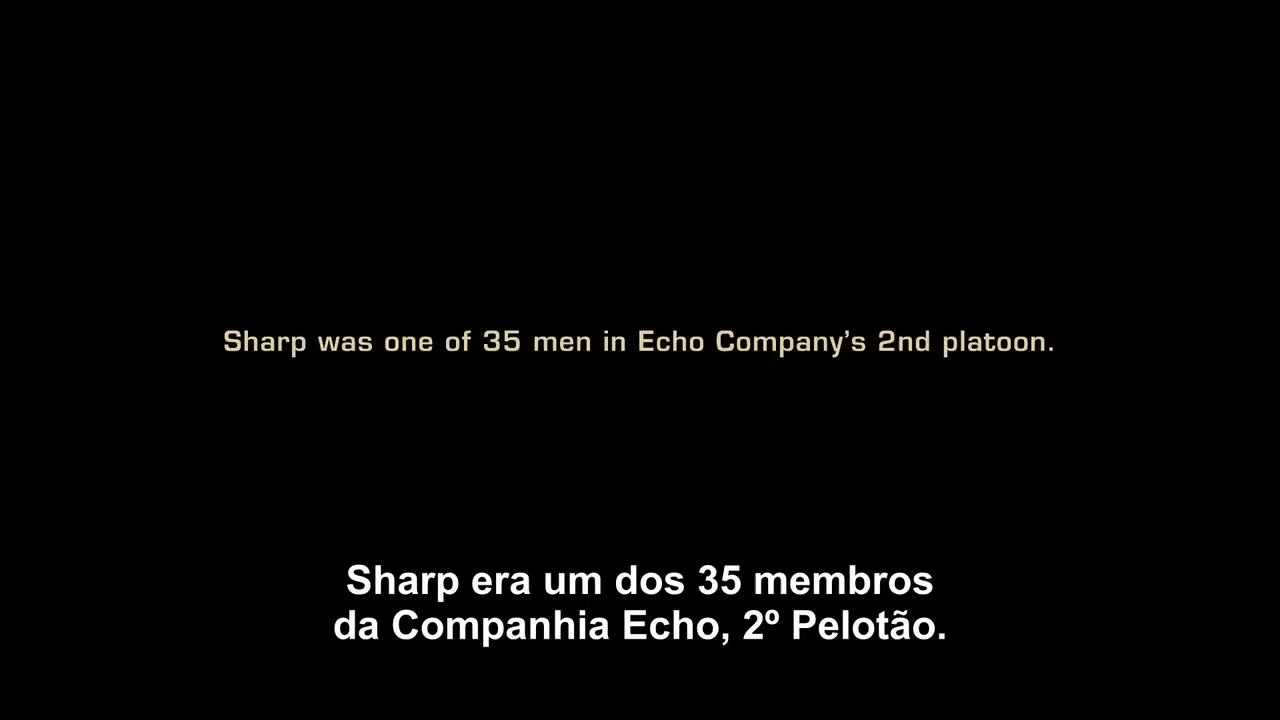 Sharp was one of 35 men in Echo Company's 2nd platoon.
Sharp era um dos 35 membros
da Companhia Echo, 2º Pelotão.